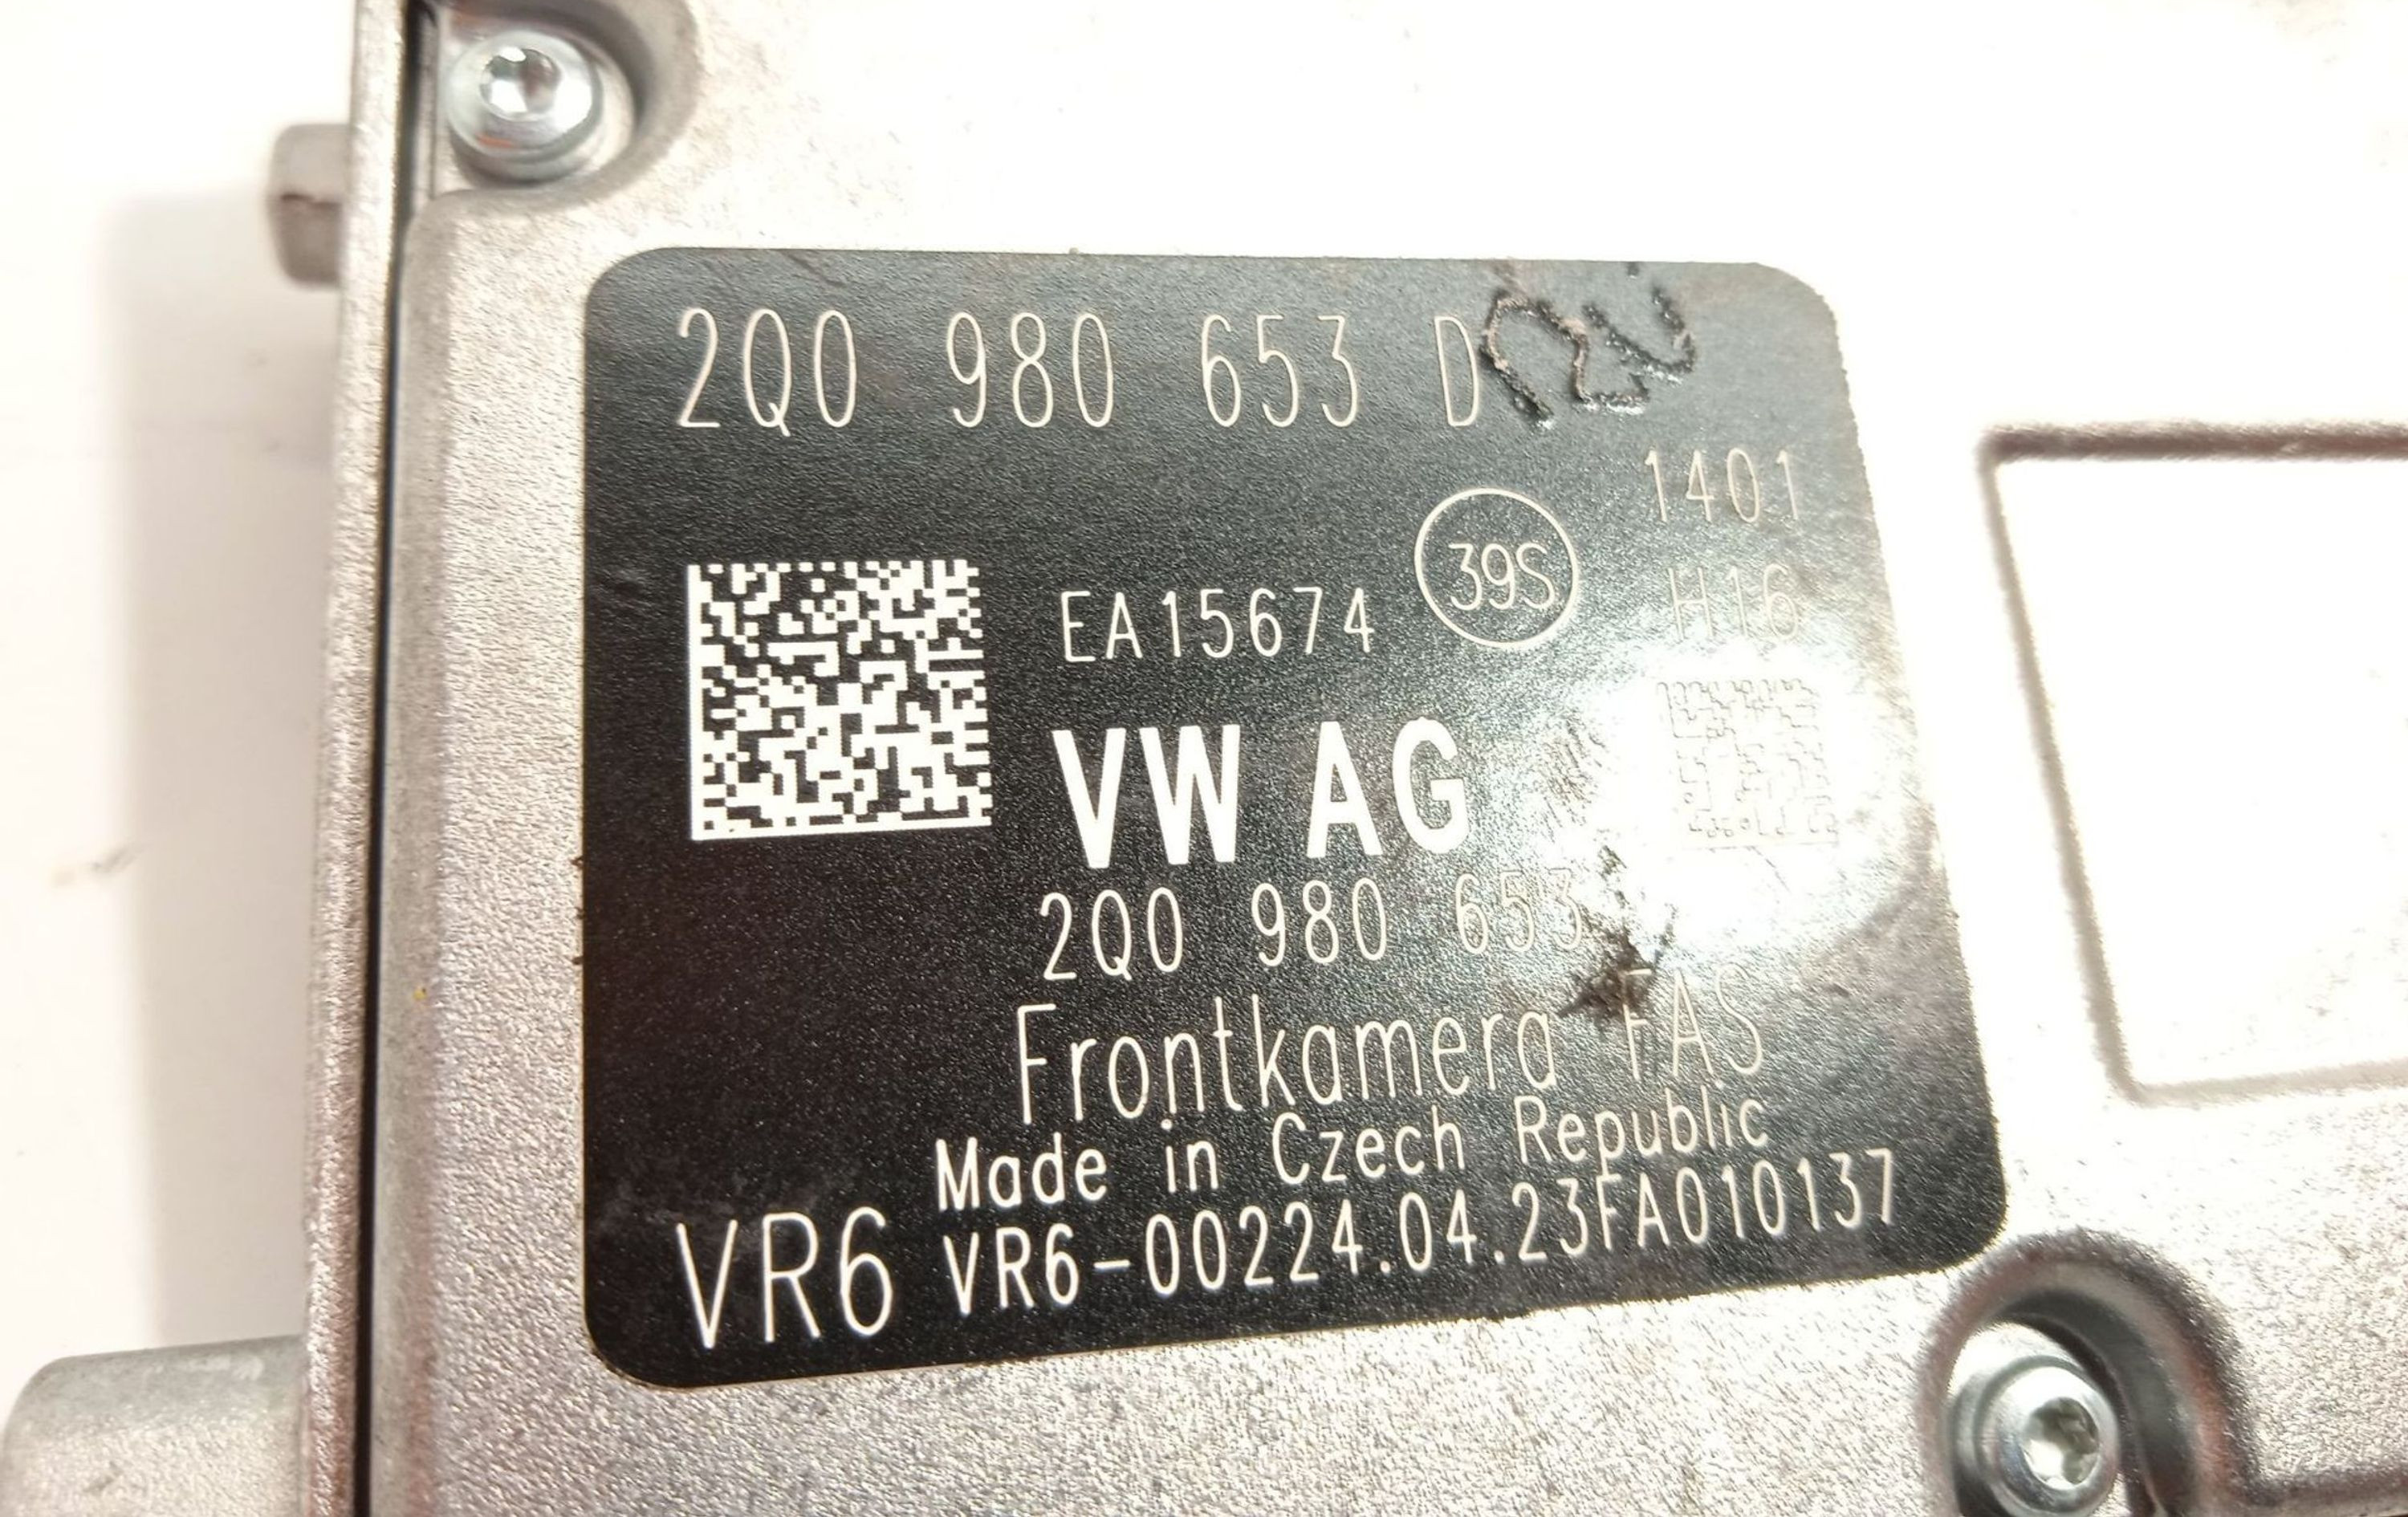 2Q0 980 653 D
1401
39S
H16
EA15674
VW AG
2Q0 980 653
Frontkamera FAS
Made in Czech Republic
VR6 VR6-00224.04.23FA010137